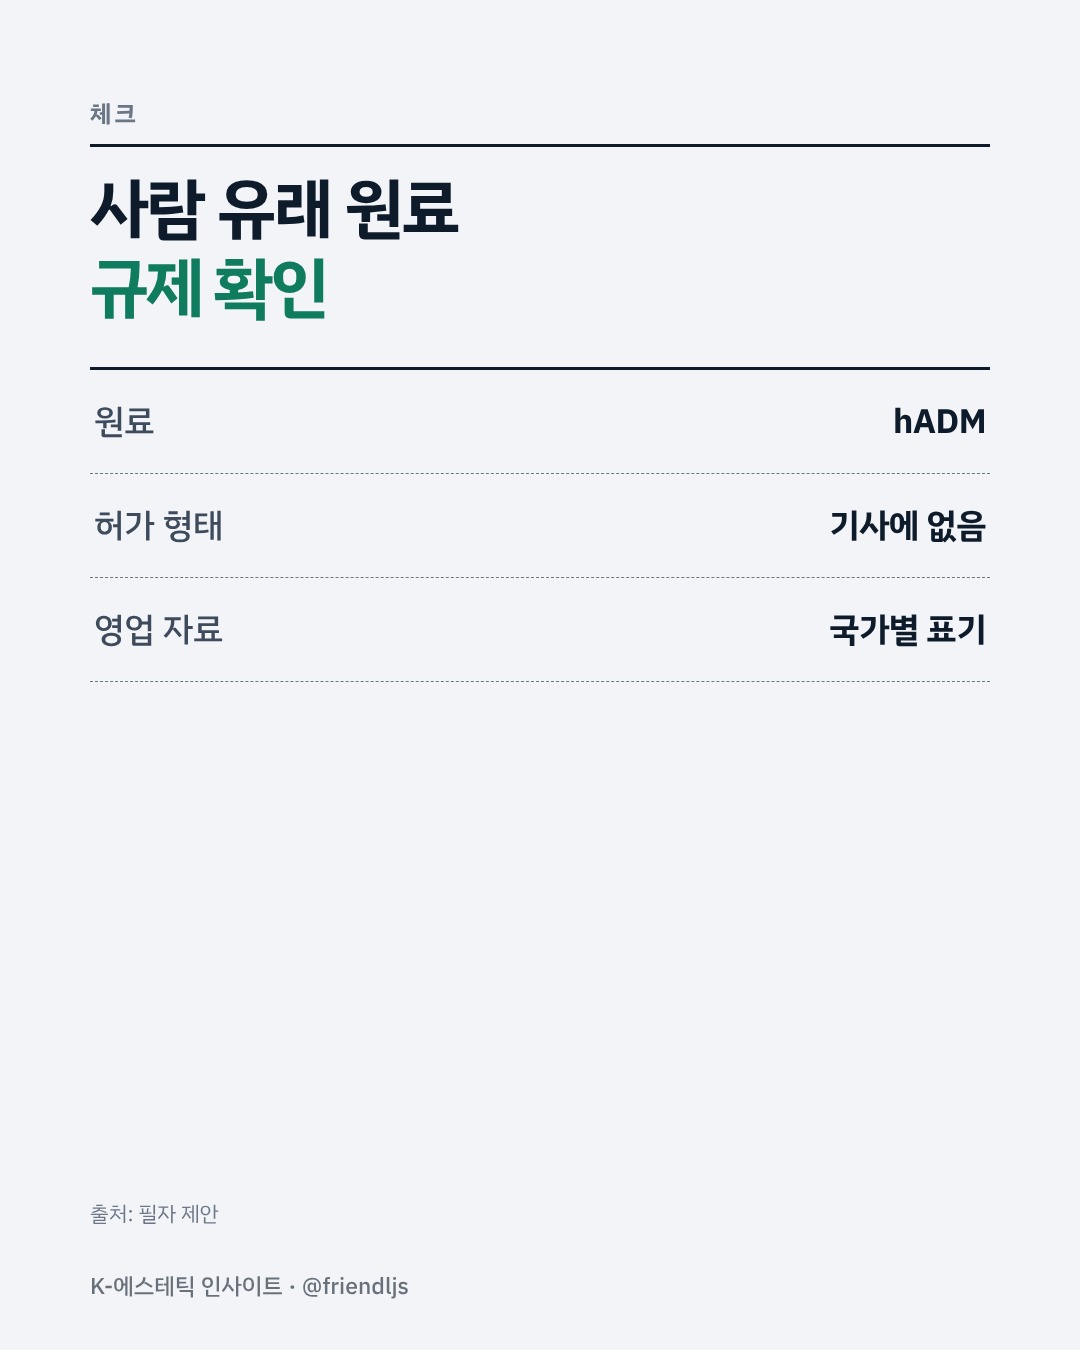 체크
사람 유래 원료
규제 확인
원료 hADM
허가 형태 기사에 없음
영업 자료 국가별 표기
출처: 필자 제안
K-에스테틱 인사이트 · @friendljs